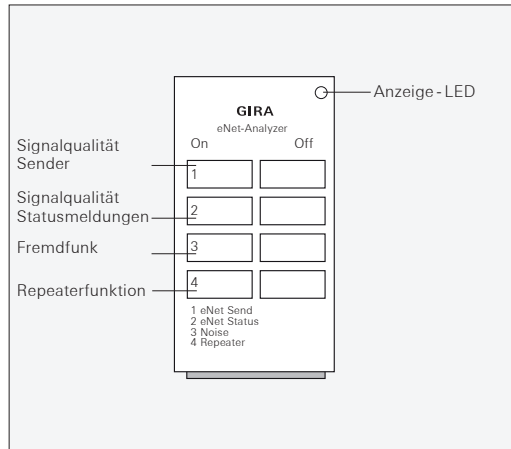 Anzeige-LED
GIRA
eNet-Analyzer
On Off
Signalqualität
Sender
1
Signalqualität
Statusmeldungen
2
Fremdfunk
3
Repeaterfunktion
4
1 eNet Send
2 eNet Status
3 Noise
4 Repeater